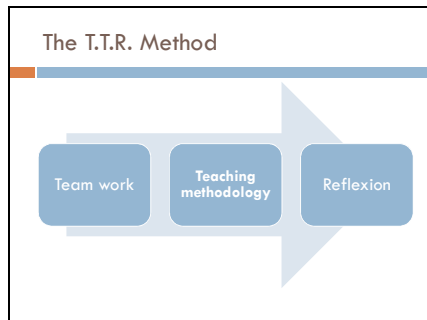 The T.T.R. Method
Team work
Teaching
methodology
Reflexion